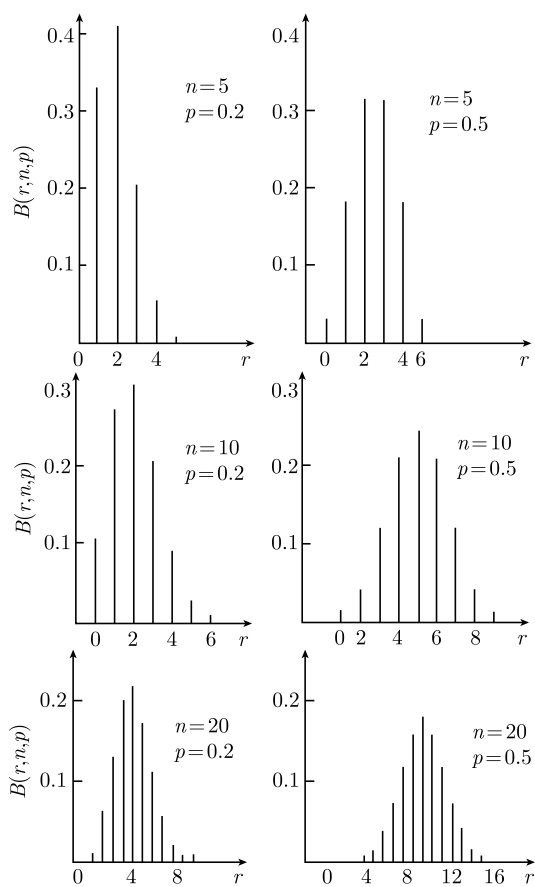 0.4
0.3
0.2
0.1
B(r,n,p)
n=5
p=0.2
0 2 4 r
0.4
0.3
0.2
0.1
n=5
p=0.5
0 2 4 6 r
0.3
0.2
0.1
B(r,n,p)
n=10
p=0.2
0 2 4 6 r
0.3
0.2
0.1
n=10
p=0.5
0 2 4 6 8 r
0.2
0.1
B(r,n,p)
n=20
p=0.2
0 4 8 r
0.2
0.1
n=20
p=0.5
0 4 8 12 16 r